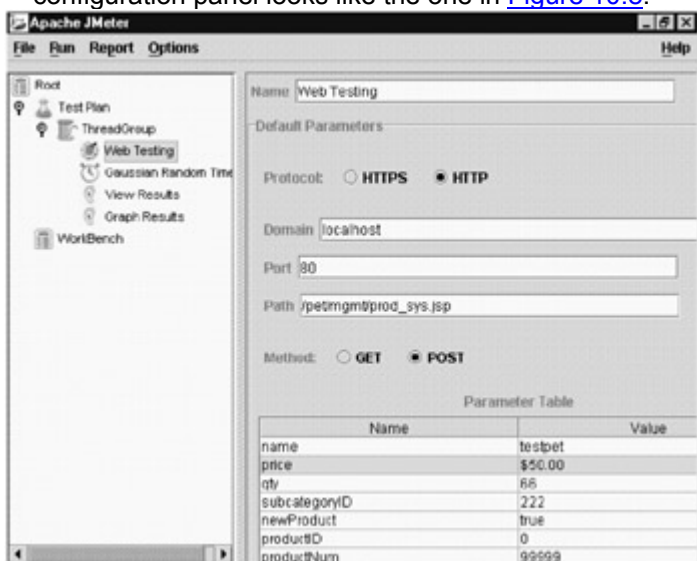 configuration panel looks like the one in Figure 10.3.
Apache JMeter
File Run Report Options Help
Root
Test Plan
ThreadGroup
Web Testing
Gaussian Random Time
View Results
Graph Results
WorkBench
Name Web Testing
Default Parameters
Protocol: HTTPS HTTP
Domain localhost
Port 80
Path /petmgmt/prod_sys.jsp
Method: GET POST
Parameter Table
Name Value
name testpet
price $50.00
qty 66
subcategoryID 222
newProduct true
productID 0
productNum 99999